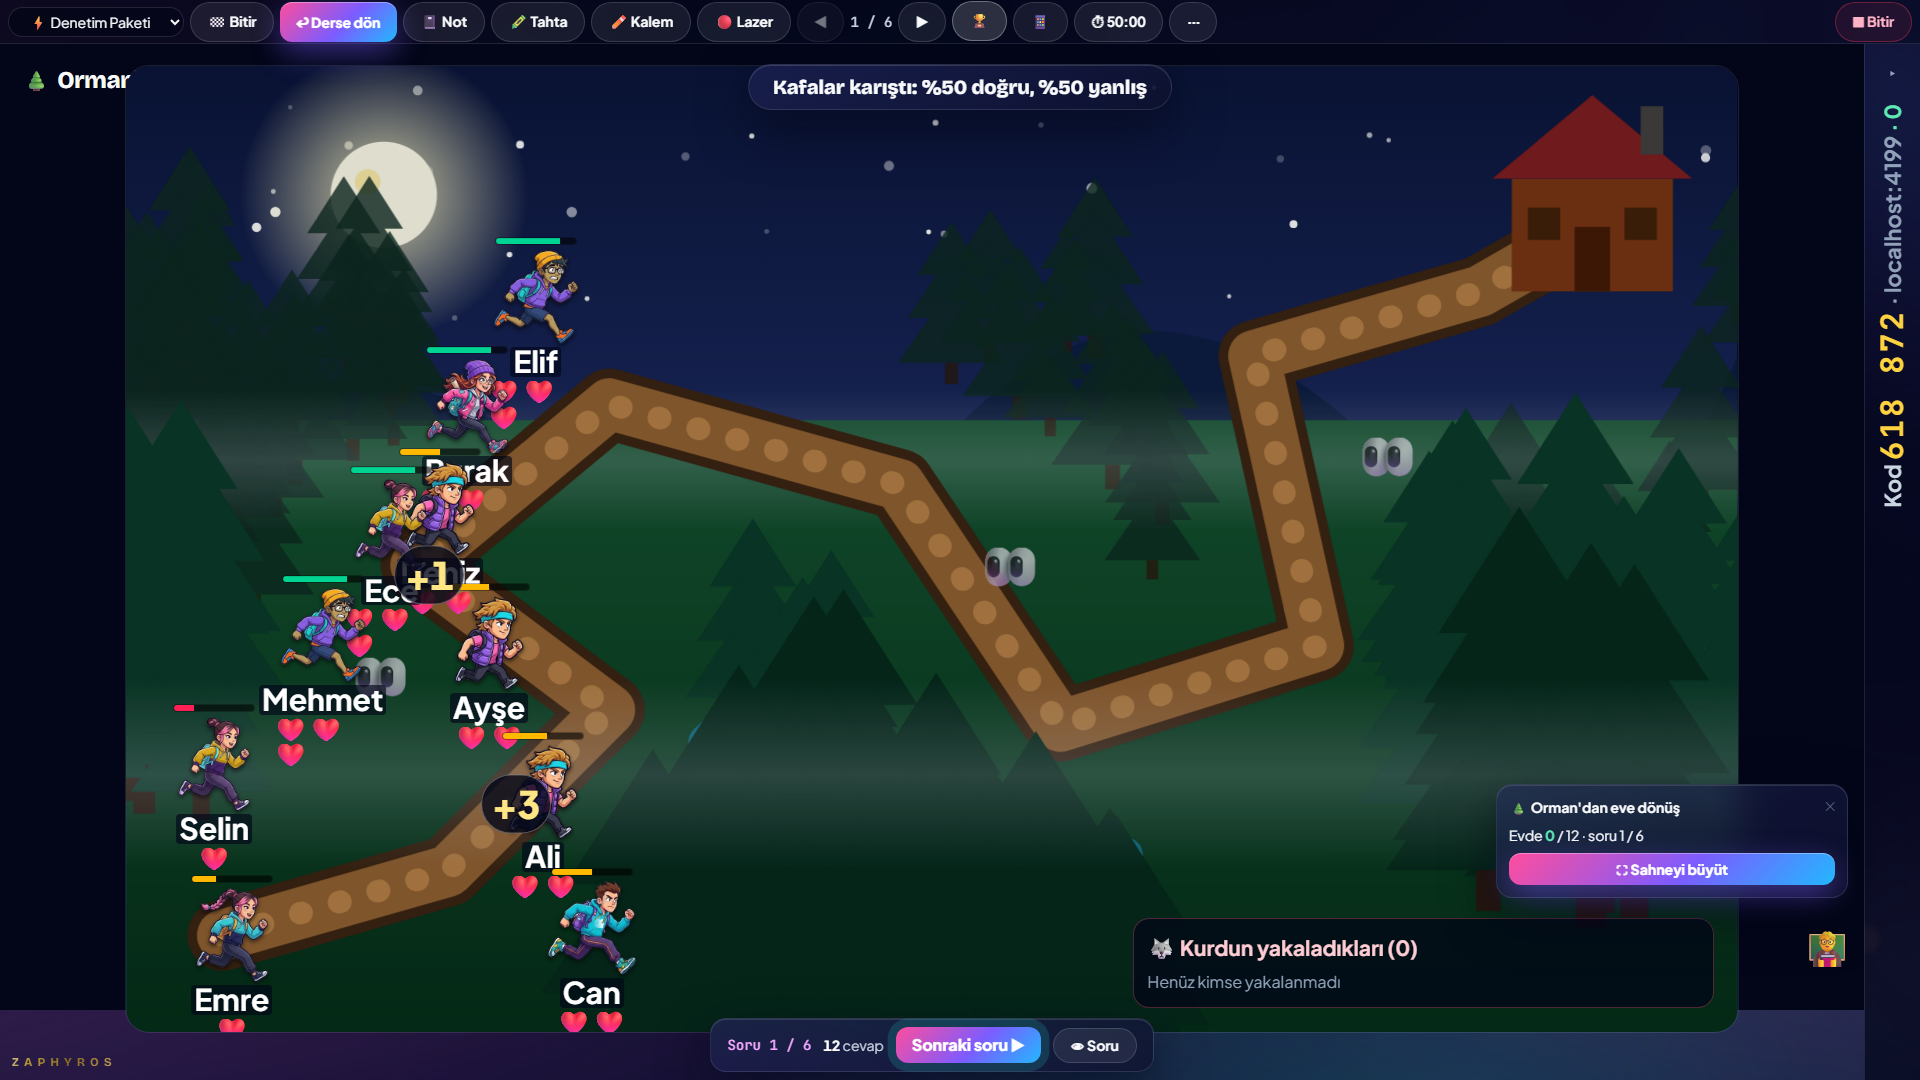 Denetim Paketi
Bitir
Derse dön
Not
Tahta
Kalem
Lazer
1 / 6
50:00
Bitir
Kafalar karıştı: %50 doğru, %50 yanlış
Elif
Ece
Mehmet
Ayşe
+1
Selin
+3
Ali
Emre
Can
Kod 618 872 · localhost:4199 · 0
Orman'dan eve dönüş
Evde 0 / 12 · soru 1 / 6
Sahneyi büyüt
Kurdun yakaladıkları (0)
Henüz kimse yakalanmadı
Soru 1 / 6 12 cevap
Sonraki soru
Soru
ZAPHYROS